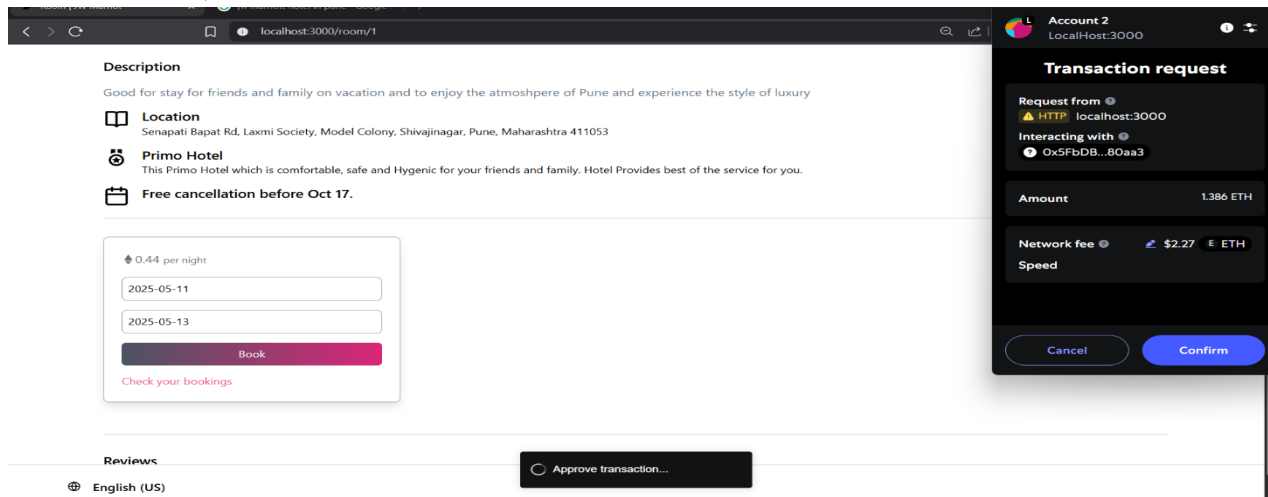 localhost:3000/room/1
Description
Good for stay for friends and family on vacation and to enjoy the atmoshpere of Pune and experience the style of luxury
Location
Senapati Bapat Rd, Laxmi Society, Model Colony, Shivajinagar, Pune, Maharashtra 411053
Primo Hotel
This Primo Hotel which is comfortable, safe and Hygenic for your friends and family. Hotel Provides best of the service for you.
Free cancellation before Oct 17.
0.44 per night
2025-05-11
2025-05-13
Book
Check your bookings
Reviews
English (US)
Approve transaction...
L
Account 2
LocalHost:3000
Transaction request
Request from
HTTP localhost:3000
Interacting with
0x5FbDB...80aa3
Amount 1.386 ETH
Network fee $2.27 E ETH
Speed
Cancel Confirm